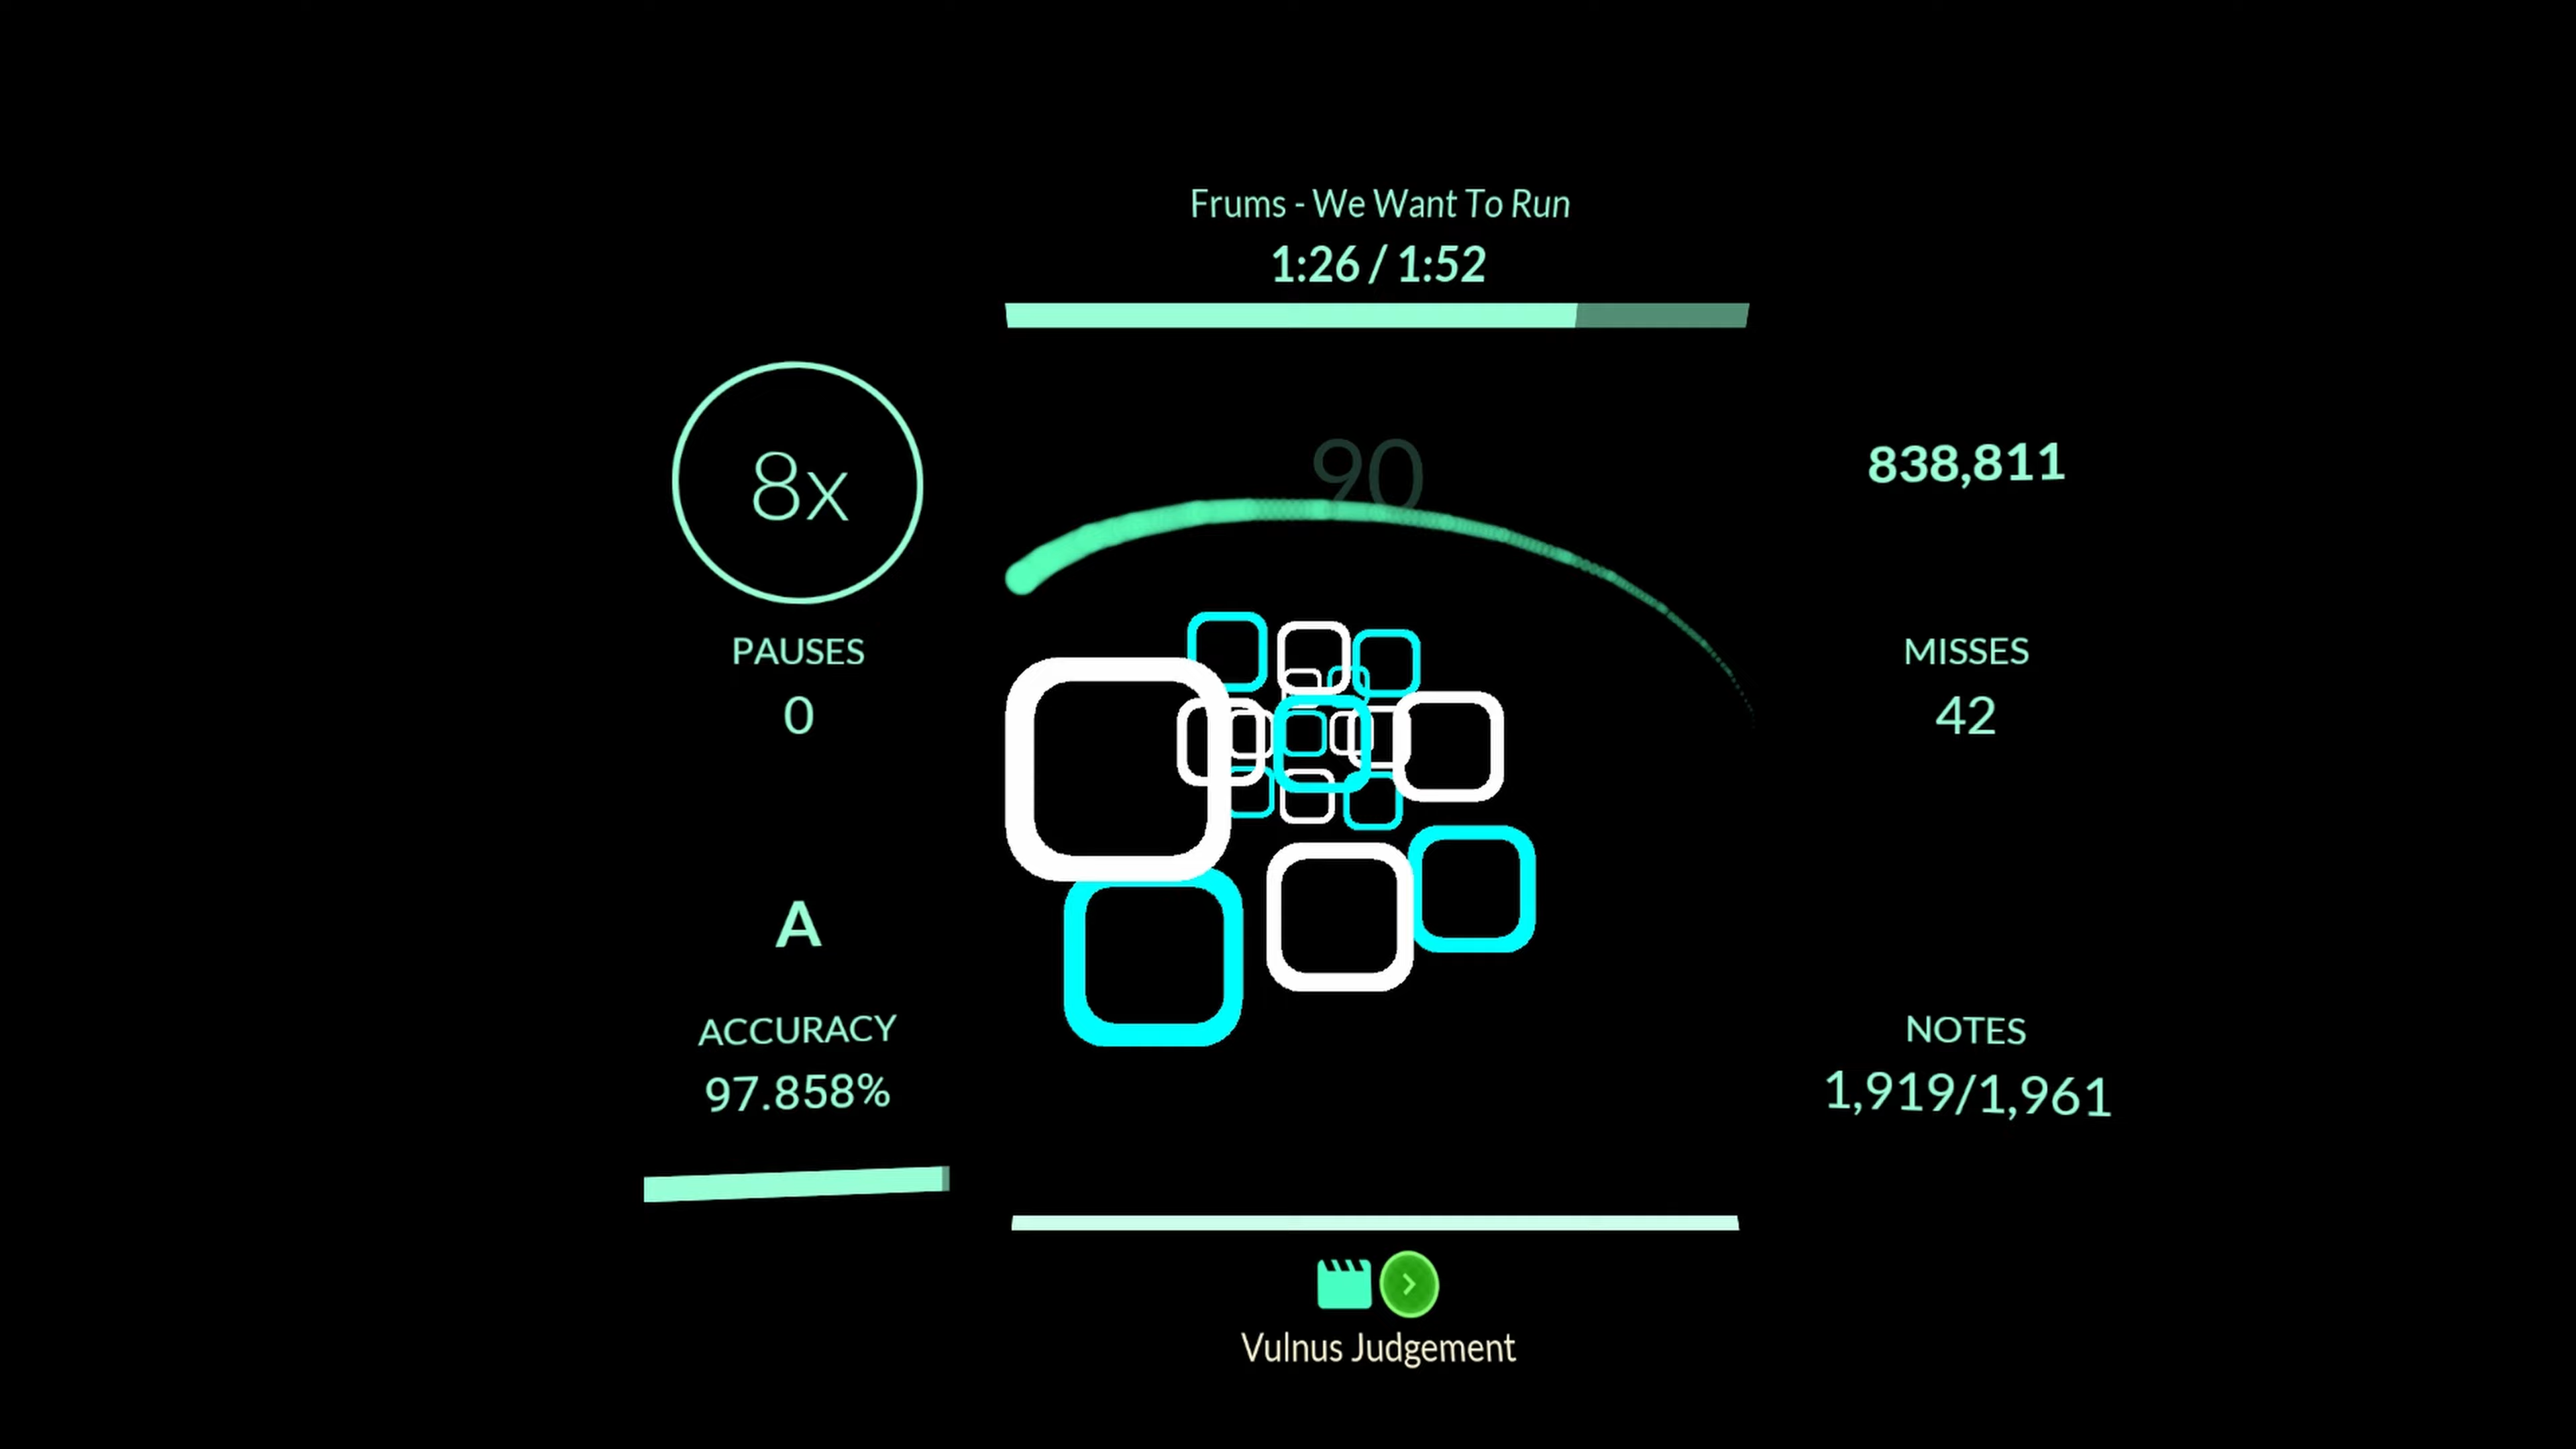 Frums - We Want To Run
1:26 / 1:52
8x
90
838,811
PAUSES
0
MISSES
42
A
ACCURACY
97.858%
NOTES
1,919/1,961
Vulnus Judgement